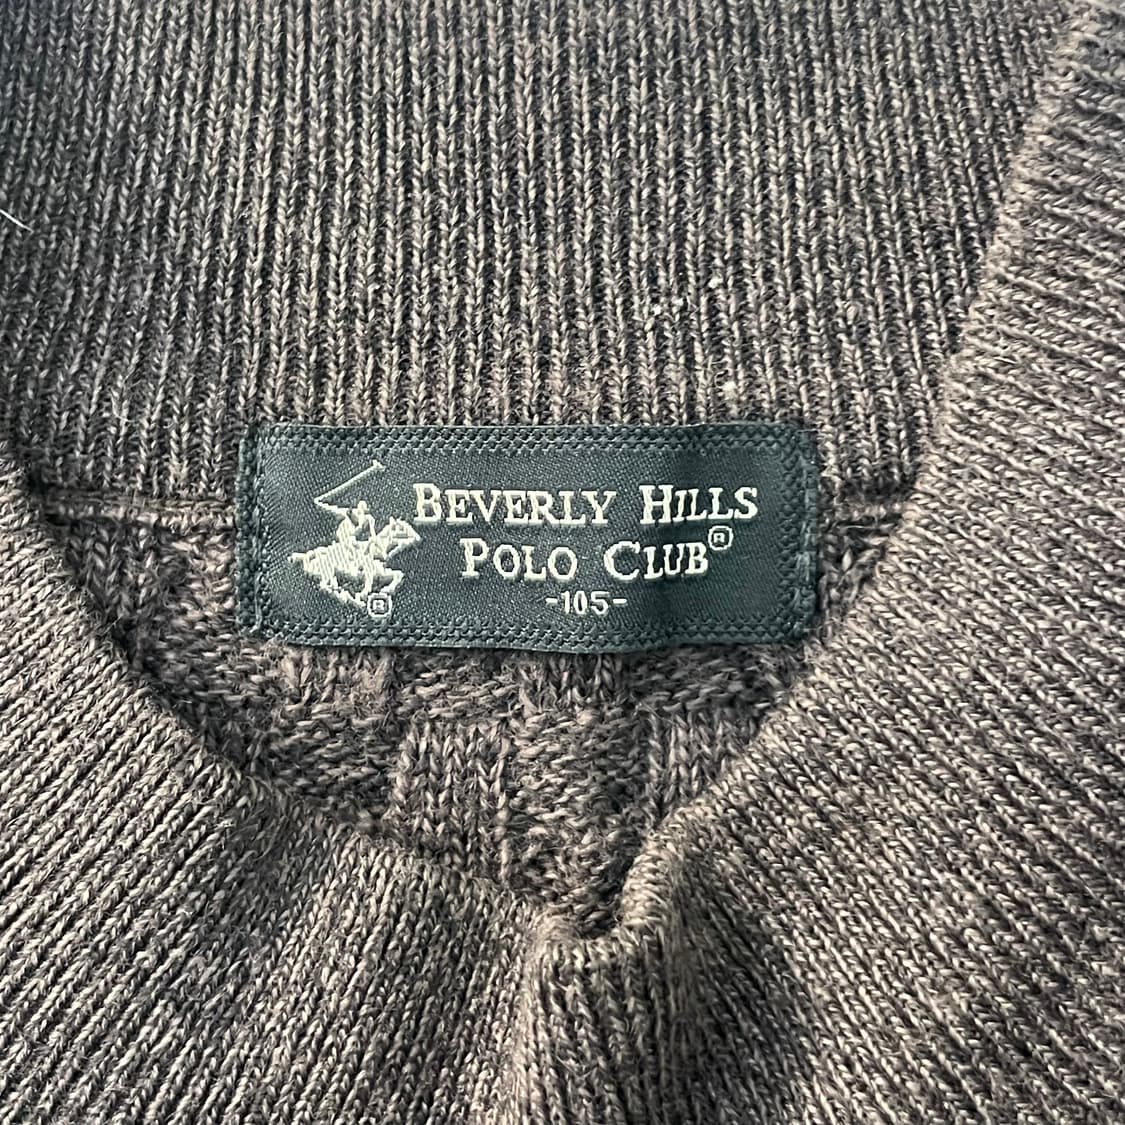 BEVERLY HILLS
POLO CLUB®
-105-
®